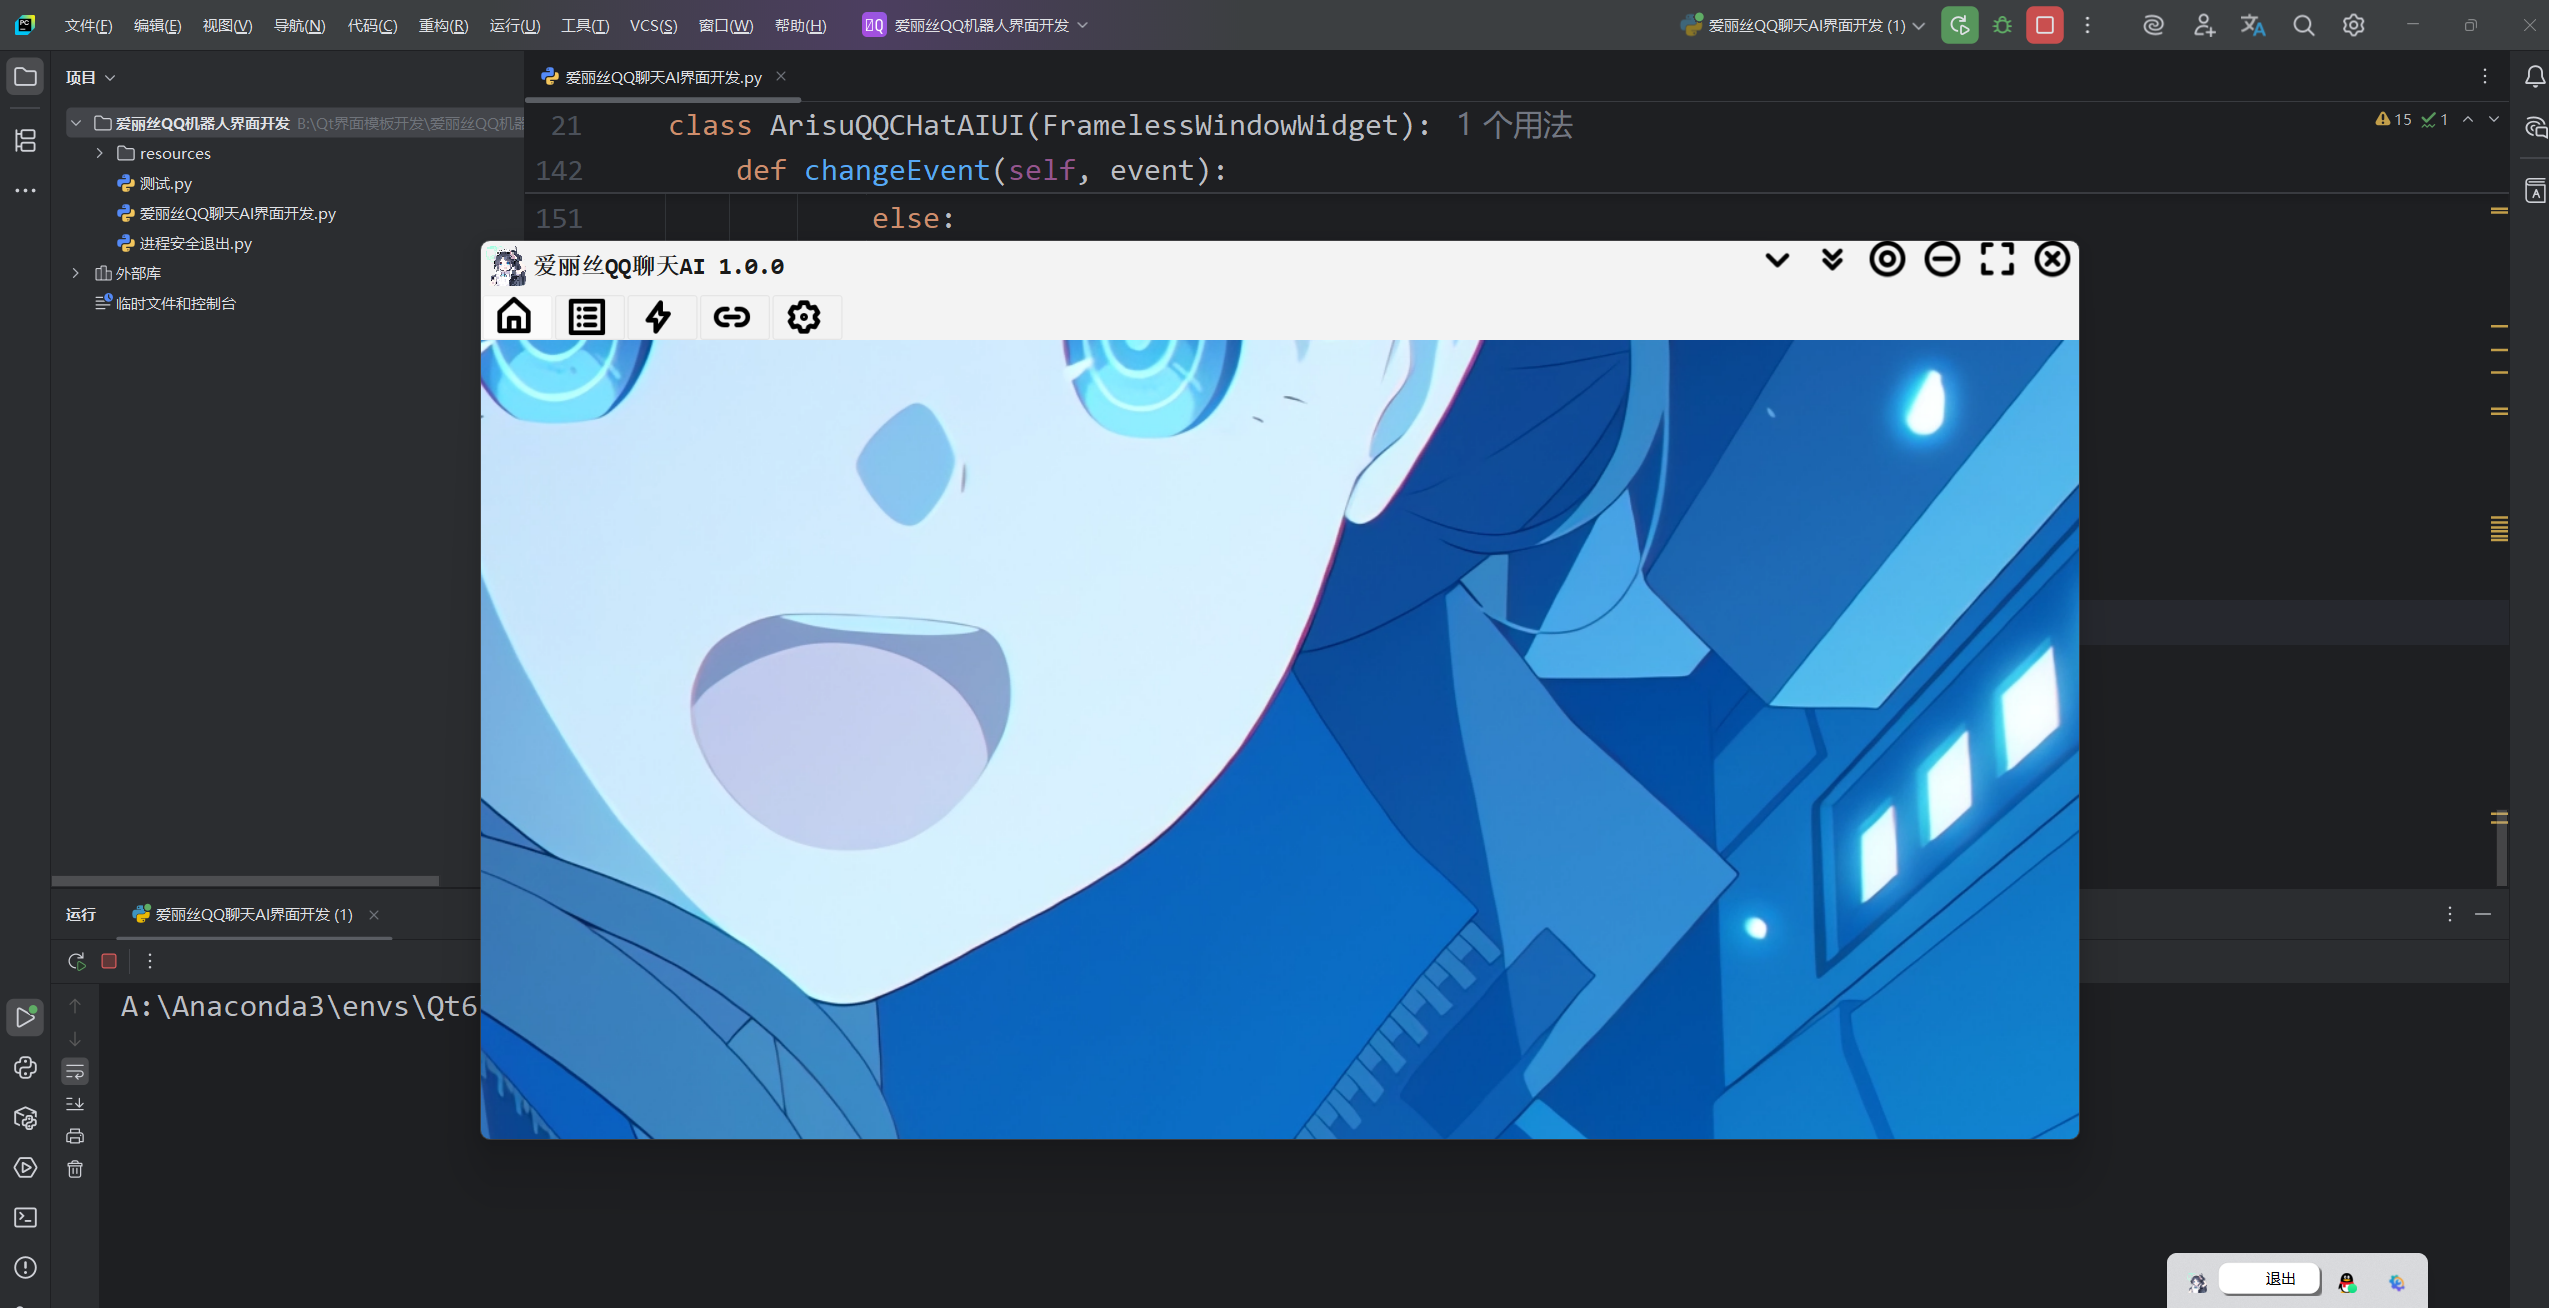 文件(F) 编辑(E) 视图(V) 导航(N) 代码(C) 重构(R) 运行(U) 工具(T) VCS(S) 窗口(W) 帮助(H) 爱丽丝QQ机器人界面开发 爱丽丝QQ聊天AI界面开发 (1)
项目
爱丽丝QQ聊天AI界面开发.py
爱丽丝QQ机器人界面开发 B:\Qt界面模板开发\爱丽丝QQ机器
resources
测试.py
爱丽丝QQ聊天AI界面开发.py
进程安全退出.py
外部库
临时文件和控制台
21 class ArisuQQCHatAIUI(FramelessWindowWidget): 1 个用法
15 1
142 def changeEvent(self, event):
151 else:
爱丽丝QQ聊天AI 1.0.0
运行 爱丽丝QQ聊天AI界面开发 (1)
A:\Anaconda3\envs\Qt6
退出